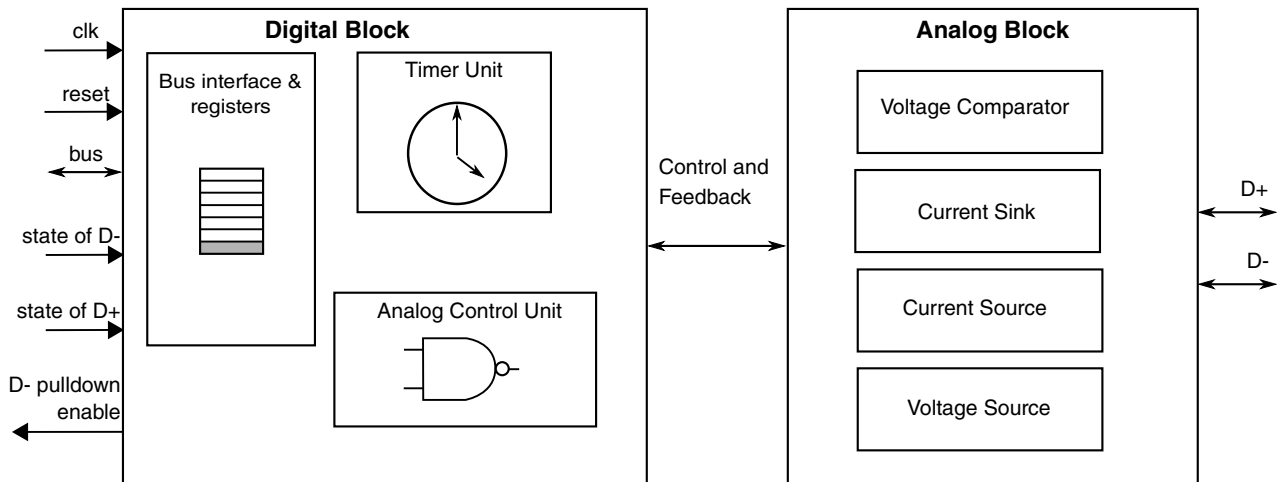 clk
reset
bus
state of D-
state of D+
D- pulldown
enable
Digital Block
Bus interface &
registers
Timer Unit
Analog Control Unit
Control and
Feedback
Analog Block
Voltage Comparator
Current Sink
Current Source
Voltage Source
D+
D-